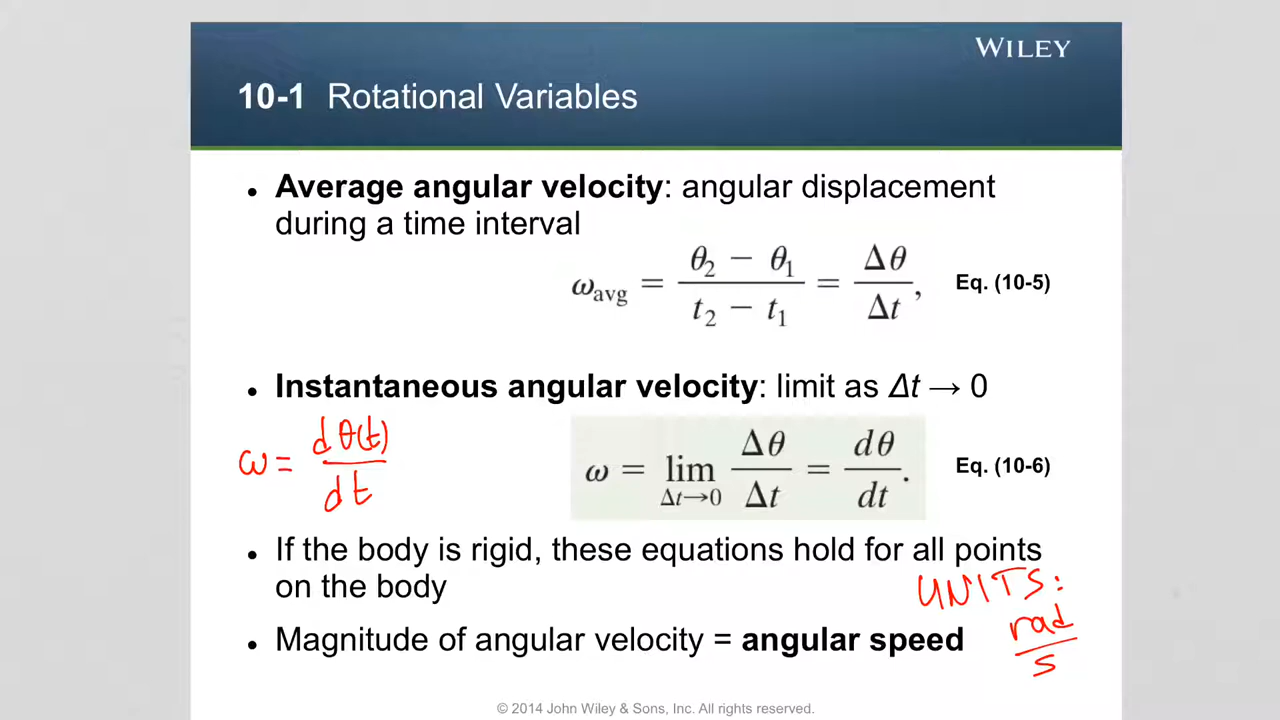 WILEY
10-1 Rotational Variables
• Average angular velocity: angular displacement
during a time interval
ω_avg = (θ₂ − θ₁)/(t₂ − t₁) = Δθ/Δt, Eq. (10-5)
• Instantaneous angular velocity: limit as Δt → 0
ω = dθ(t)/dt
ω = lim_{Δt→0} Δθ/Δt = dθ/dt. Eq. (10-6)
• If the body is rigid, these equations hold for all points
on the body
UNITS:
rad/s
• Magnitude of angular velocity = angular speed
© 2014 John Wiley & Sons, Inc. All rights reserved.